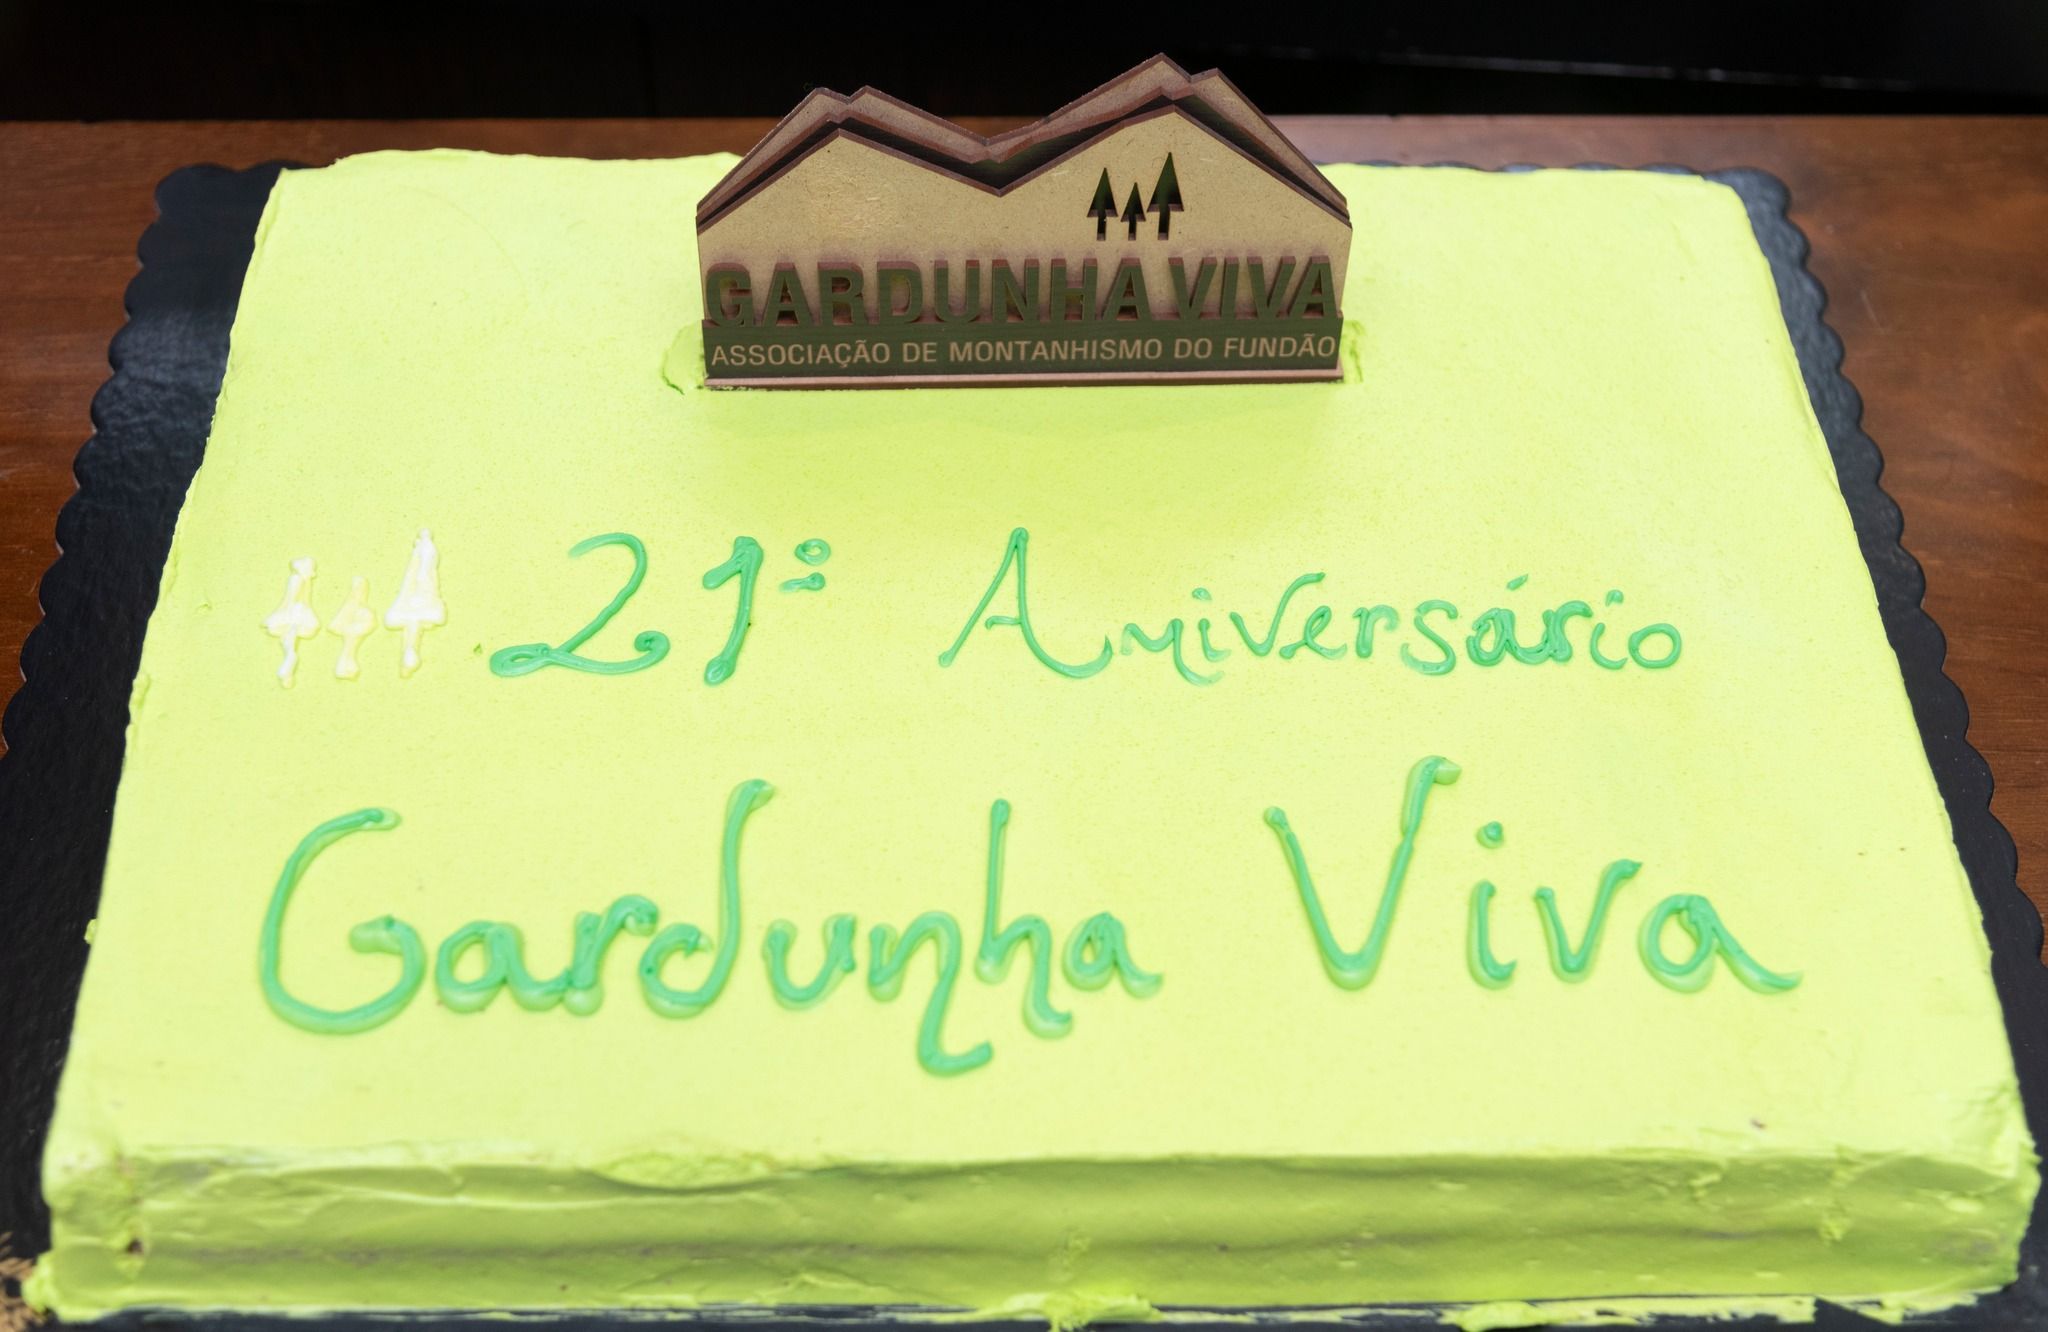 GARDUNHA VIVA
ASSOCIAÇÃO DE MONTANHISMO DO FUNDÃO
21º Aniversário
Gardunha Viva